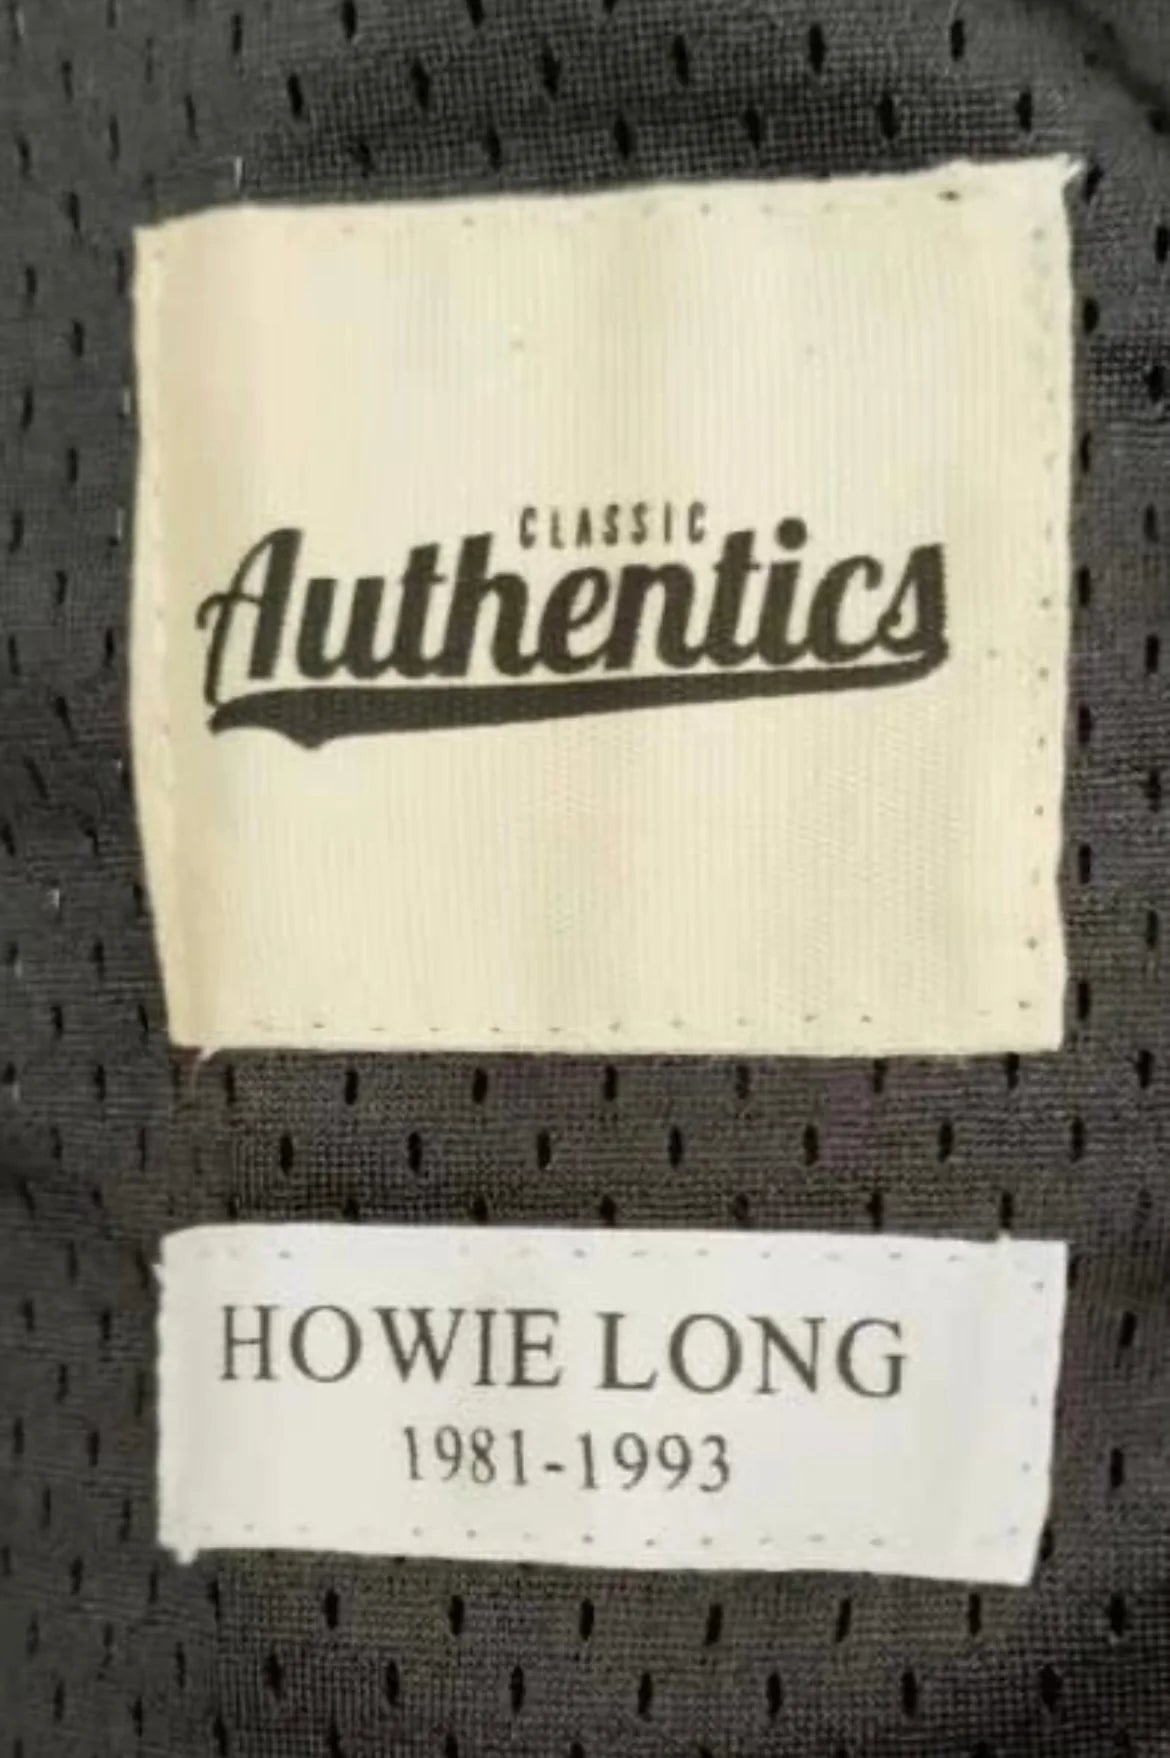 CLASSIC
Authentics
HOWIE LONG
1981-1993